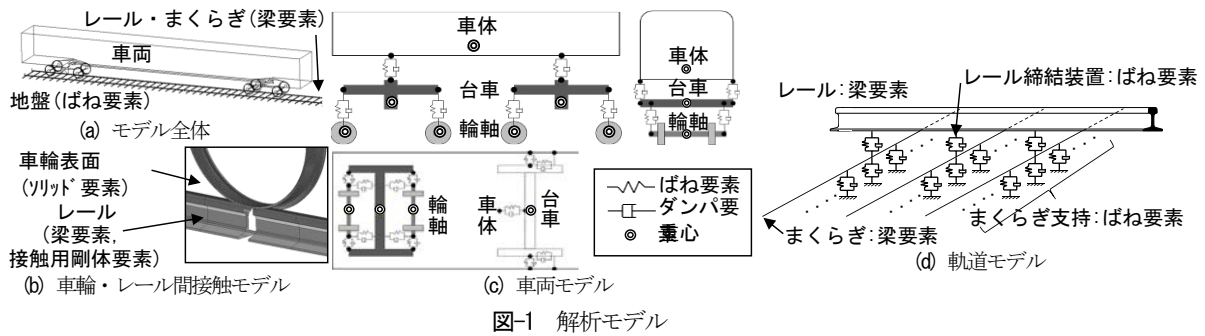 レール・まくらぎ(梁要素)
車両
地盤(ばね要素)
(a) モデル全体
車輪表面
(ソリッド要素)
レール
(梁要素,
接触用剛体要素)
(b) 車輪・レール間接触モデル
車体
台車
輪軸
車体
台車
輪軸
輪軸
車体
台車
ばね要素
ダンパ要
重心
(c) 車両モデル
レール締結装置:ばね要素
レール:梁要素
まくらぎ支持:ばね要素
まくらぎ:梁要素
(d) 軌道モデル
図-1 解析モデル